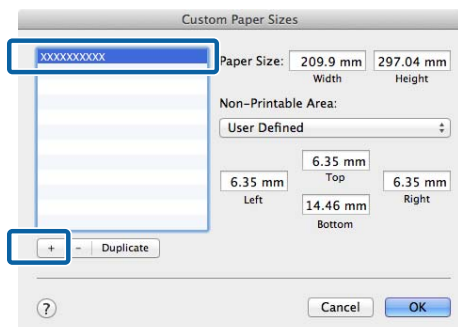 Custom Paper Sizes
XXXXXXXXXX
Paper Size: 209.9 mm 297.04 mm
Width Height
Non-Printable Area:
User Defined
6.35 mm
Top
6.35 mm 6.35 mm
Left Right
14.46 mm
Bottom
+ - Duplicate
? Cancel OK